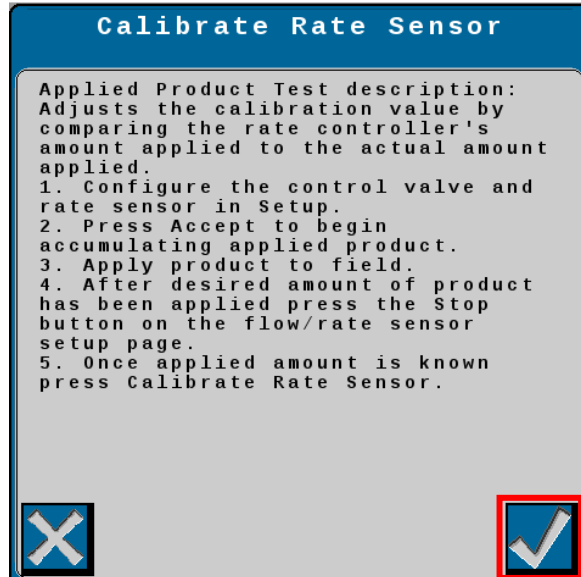 Calibrate Rate Sensor
Applied Product Test description:
Adjusts the calibration value by
comparing the rate controller's
amount applied to the actual amount
applied.
1. Configure the control valve and
rate sensor in Setup.
2. Press Accept to begin
accumulating applied product.
3. Apply product to field.
4. After desired amount of product
has been applied press the Stop
button on the flow/rate sensor
setup page.
5. Once applied amount is known
press Calibrate Rate Sensor.